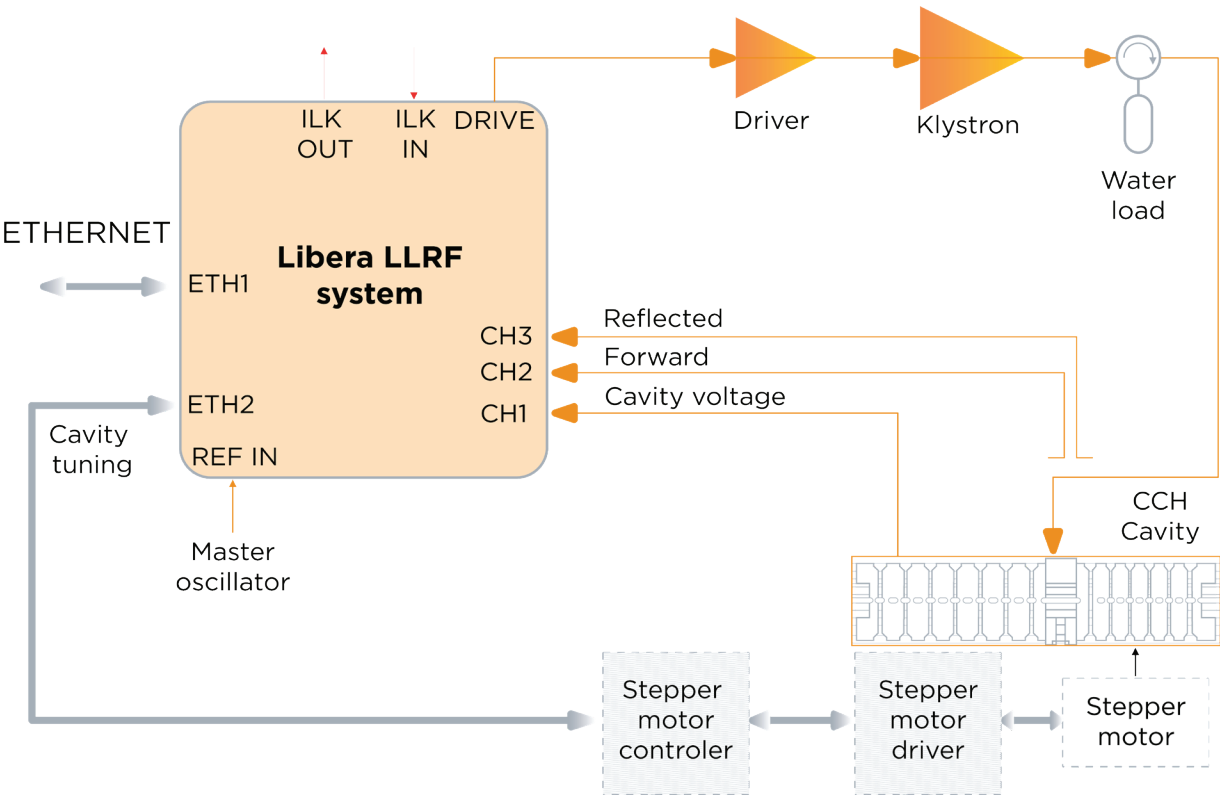 ILK
OUT
ILK
IN
DRIVE
Driver
Klystron
Water
load
ETHERNET
Libera LLRF
system
ETH1
CH3
Reflected
CH2
Forward
CH1
Cavity voltage
ETH2
Cavity
tuning
REF IN
Master
oscillator
CCH
Cavity
Stepper
motor
controler
Stepper
motor
driver
Stepper
motor